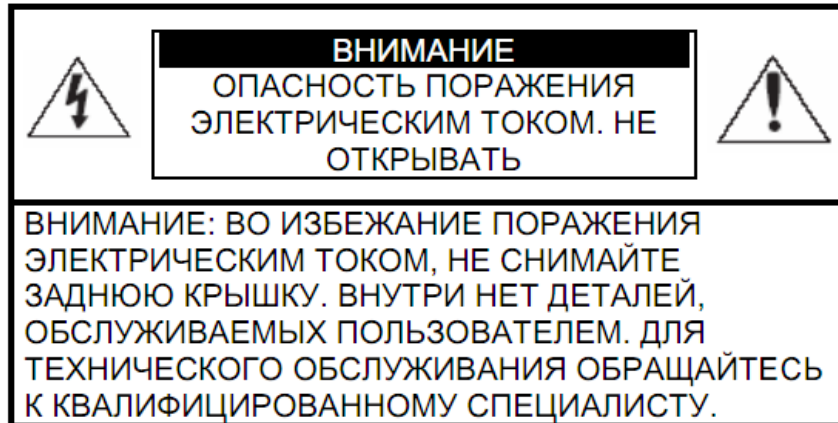 ВНИМАНИЕ
ОПАСНОСТЬ ПОРАЖЕНИЯ
ЭЛЕКТРИЧЕСКИМ ТОКОМ. НЕ
ОТКРЫВАТЬ
ВНИМАНИЕ: ВО ИЗБЕЖАНИЕ ПОРАЖЕНИЯ
ЭЛЕКТРИЧЕСКИМ ТОКОМ, НЕ СНИМАЙТЕ
ЗАДНЮЮ КРЫШКУ. ВНУТРИ НЕТ ДЕТАЛЕЙ,
ОБСЛУЖИВАЕМЫХ ПОЛЬЗОВАТЕЛЕМ. ДЛЯ
ТЕХНИЧЕСКОГО ОБСЛУЖИВАНИЯ ОБРАЩАЙТЕСЬ
К КВАЛИФИЦИРОВАННОМУ СПЕЦИАЛИСТУ.